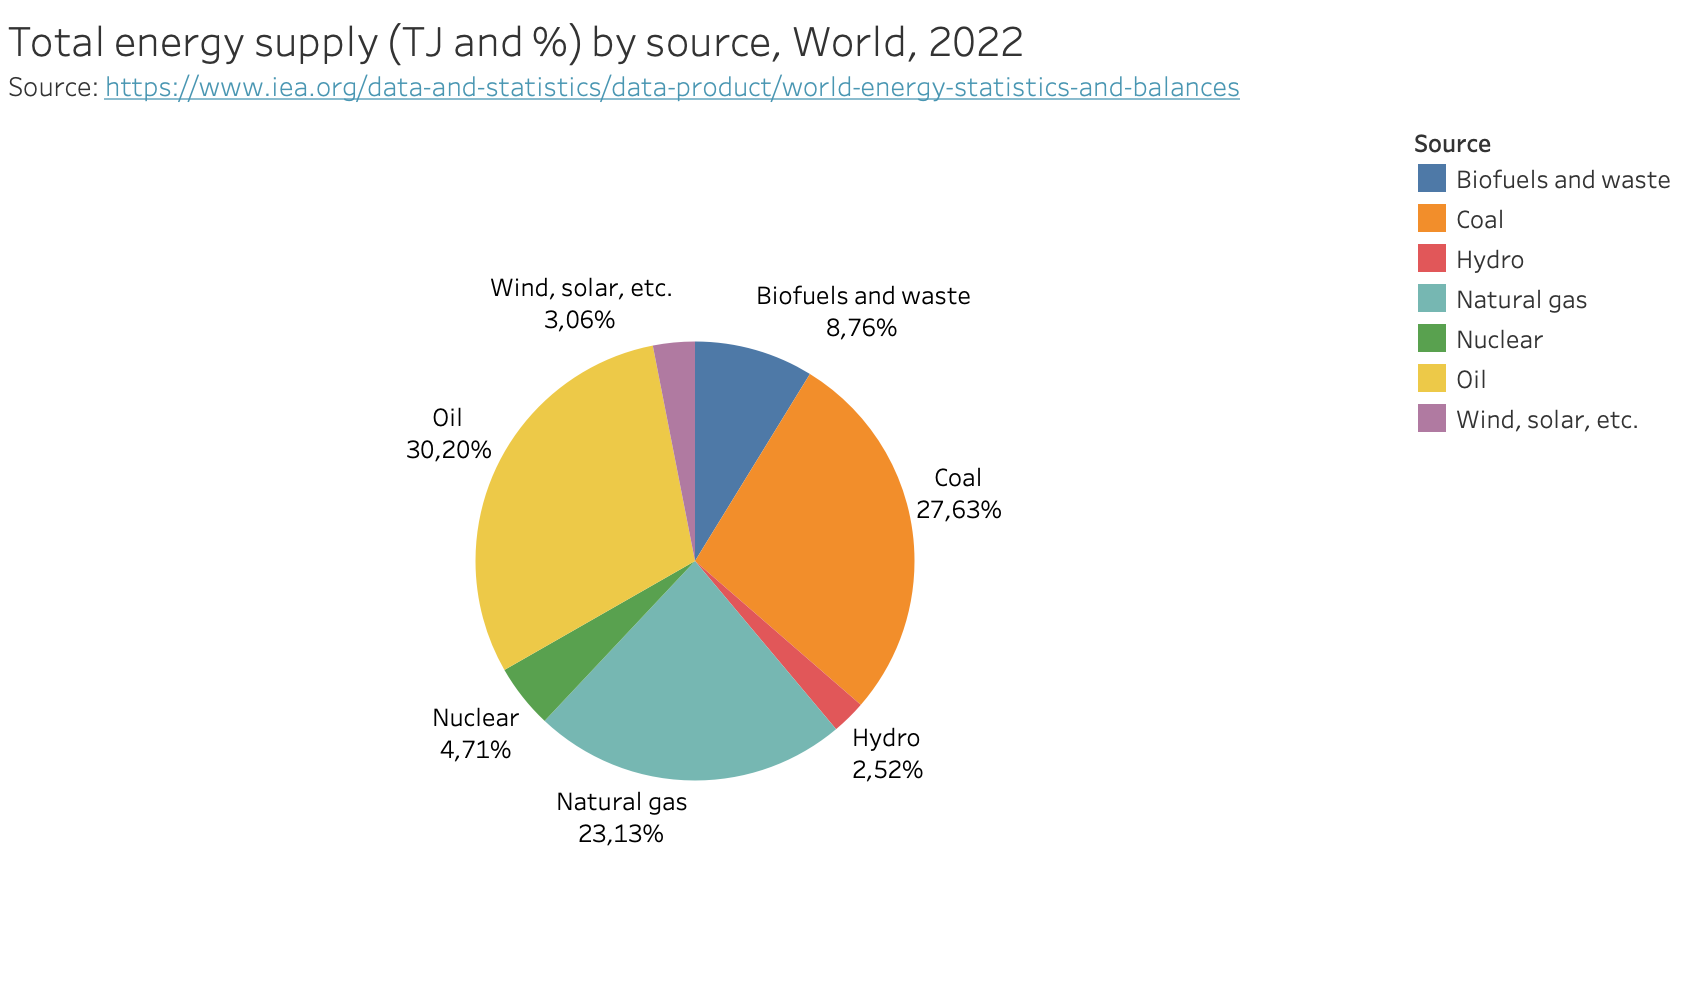 Total energy supply (TJ and %) by source, World, 2022
Source: https://www.iea.org/data-and-statistics/data-product/world-energy-statistics-and-balances
Source
Biofuels and waste
Coal
Hydro
Natural gas
Nuclear
Oil
Wind, solar, etc.
Wind, solar, etc.
3,06%
Biofuels and waste
8,76%
Oil
30,20%
Coal
27,63%
Nuclear
4,71%
Hydro
2,52%
Natural gas
23,13%